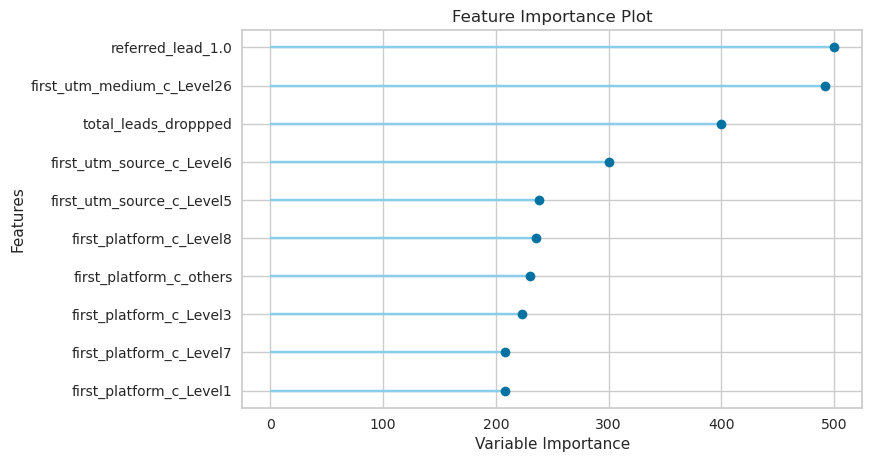 Feature Importance Plot
referred_lead_1.0
first_utm_medium_c_Level26
total_leads_droppped
first_utm_source_c_Level6
first_utm_source_c_Level5
first_platform_c_Level8
first_platform_c_others
first_platform_c_Level3
first_platform_c_Level7
first_platform_c_Level1
Features
0 100 200 300 400 500
Variable Importance